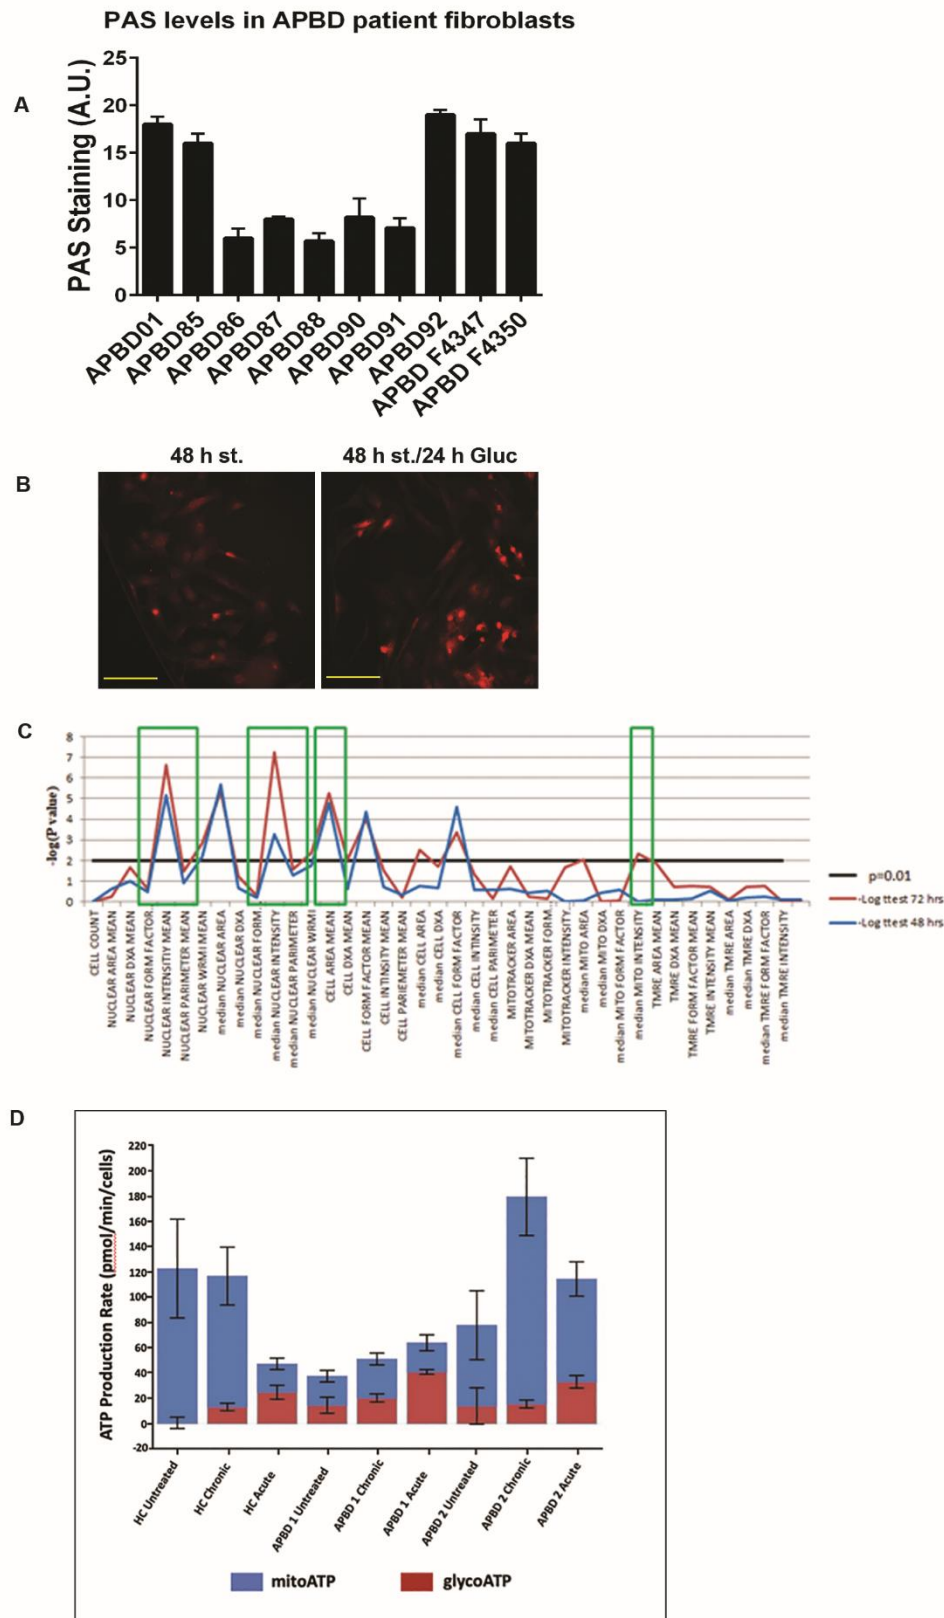 PAS levels in APBD patient fibroblasts
A
PAS Staining (A.U.)
25
20
15
10
5
0
APBD01
APBD85
APBD86
APBD87
APBD88
APBD90
APBD91
APBD92
APBD F4347
APBD F4350
B
48 h st.
48 h st./24 h Gluc
C
-log(P value)
8
7
6
5
4
3
2
1
0
CELL COUNT
NUCLEAR AREA MEAN
NUCLEAR DXA MEAN
NUCLEAR FORM FACTOR.
NUCLEAR INTENSITIY MEAN
NUCLEAR PARIMETER MEAN
NUCLEAR WRMI MEAN
median NUCLEAR AREA
median NUCLEAR DXA
median NUCLEAR FORM.
median NUCLEAR INTENSITY
median NUCLEAR PARIMETER
median NUCLEAR WRMI
CELL AREA MEAN
CELL DXA MEAN
CELL FORM FACTOR MEAN
CELL INTINSITY MEAN
CELL PARIEMETER MEAN
median CELL AREA
median CELL DXA
median CELL FORM FACTOR
median CELL INTINSITY
median CELL PARIMETER
MITOTRACKER AREA
MITOTRACKER DXA MEAN
MITOTRACKER FORM.
MITOTRACKER INTENSITY
median MITO AREA
median MITO DXA
median MITO FORM FACTOR
median MITO INTENSITY
TMRE AREA MEAN
TMRE DXA MEAN
TMRE FORM FACTOR MEAN
TMRE INTENSITY MEAN
median TMRE AREA
median TMRE DXA
median TMRE FORM FACTOR
median TMRE INTENSITY
p=0.01
-Log ttest 72 hrs
-Log ttest 48 hrs
D
ATP Production Rate (pmol/min/cells)
220
200
180
160
140
120
100
80
60
40
20
0
-20
HC Untreated
HC Chronic
HC Acute
APBD 1 Untreated
APBD 1 Chronic
APBD 1 Acute
APBD 2 Untreated
APBD 2 Chronic
APBD 2 Acute
mitoATP
glycoATP